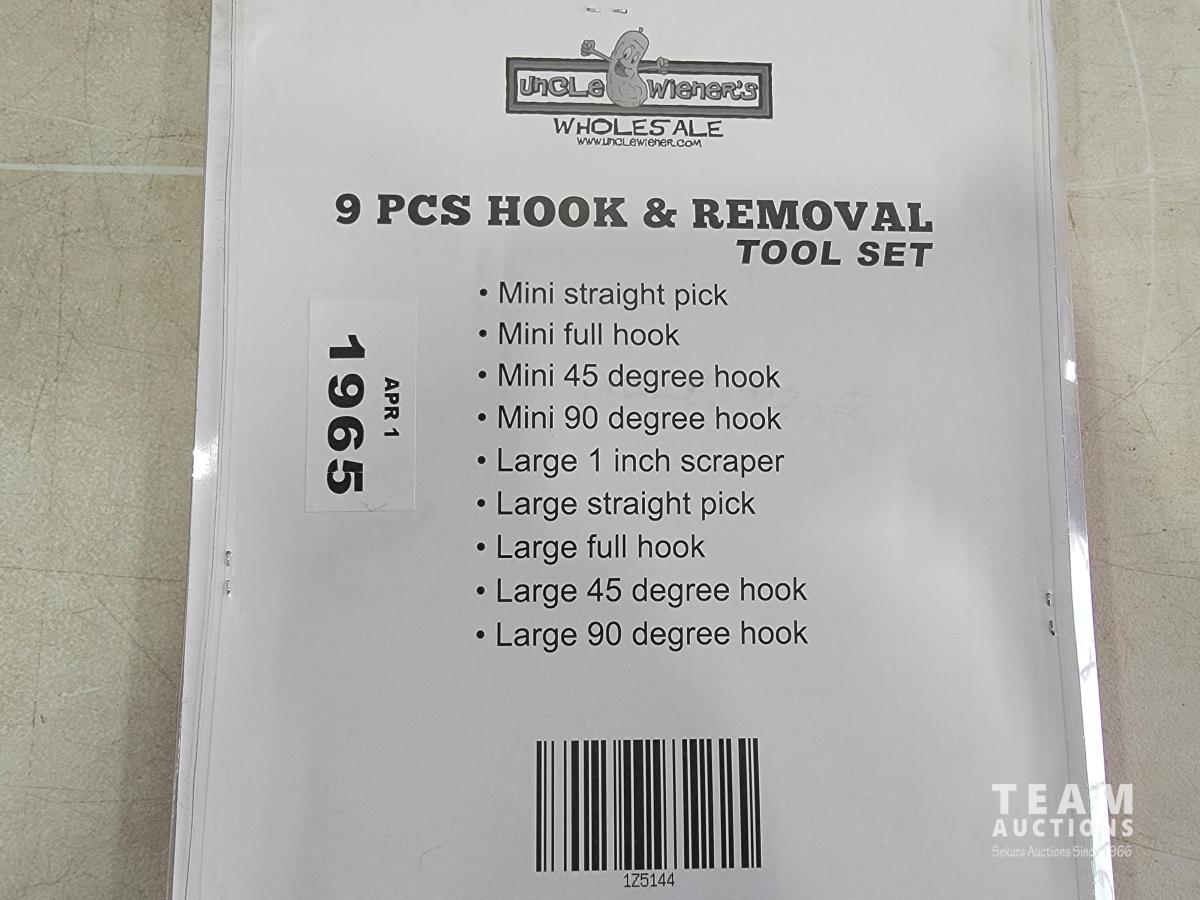 UNCLE WIENER'S
WHOLESALE
WWW.UNCLEWIENER.COM
9 PCS HOOK & REMOVAL
TOOL SET
• Mini straight pick
• Mini full hook
• Mini 45 degree hook
• Mini 90 degree hook
• Large 1 inch scraper
• Large straight pick
• Large full hook
• Large 45 degree hook
• Large 90 degree hook
APR 1
1965
1Z5144
TEAM
AUCTIONS
Sekura Auctions Since 1966